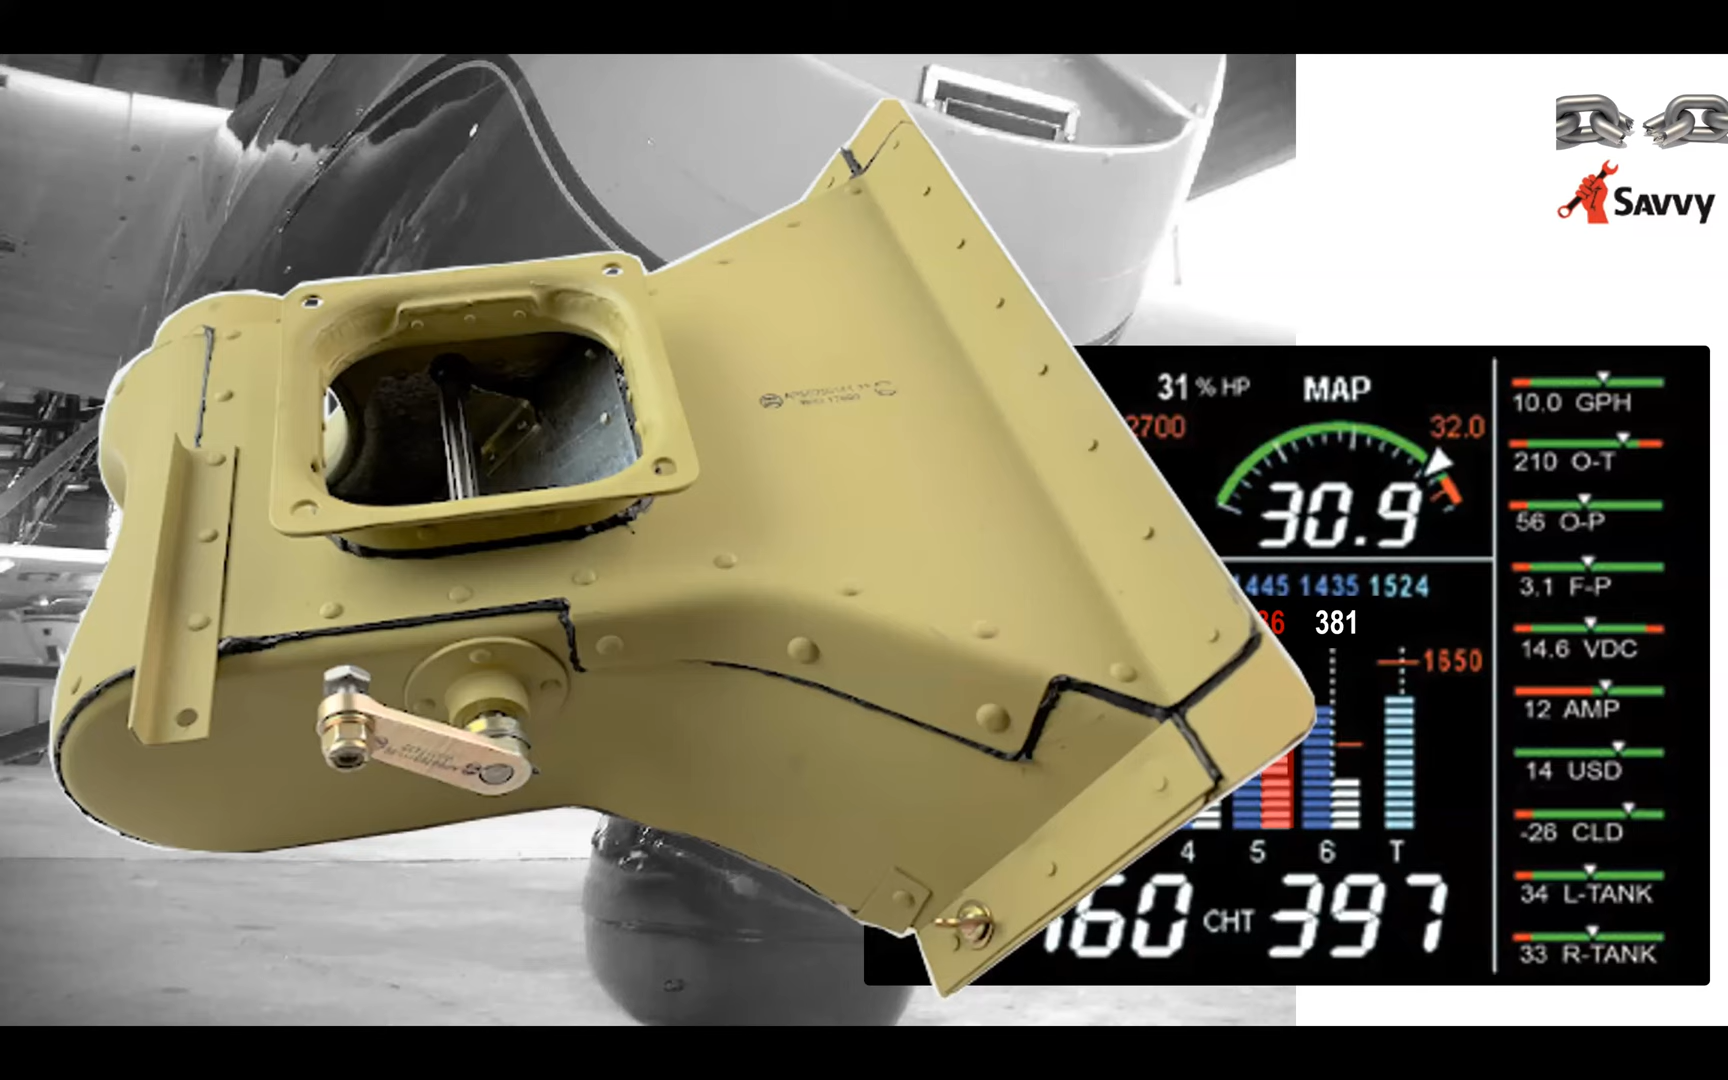 SAVVY
31 % HP MAP
2700 32.0
30.9
1445 1435 1524
381
1650
4 5 6 T
CHT 397
10.0 GPH
210 O-T
56 O-P
3.1 F-P
14.6 VDC
12 AMP
14 USD
-26 CLD
34 L-TANK
33 R-TANK